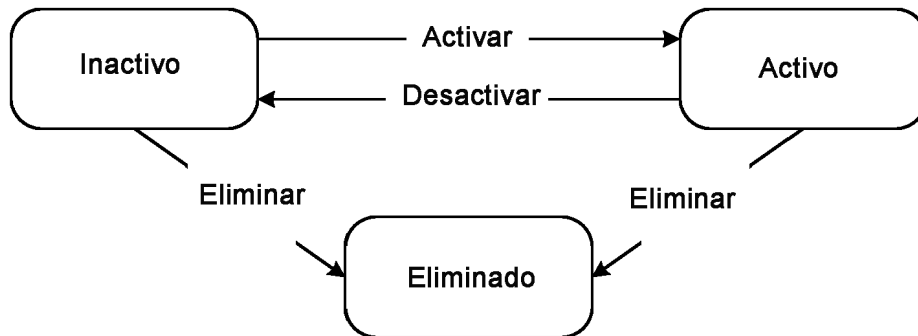 Activar
Inactivo
Activo
Desactivar
Eliminar
Eliminar
Eliminado